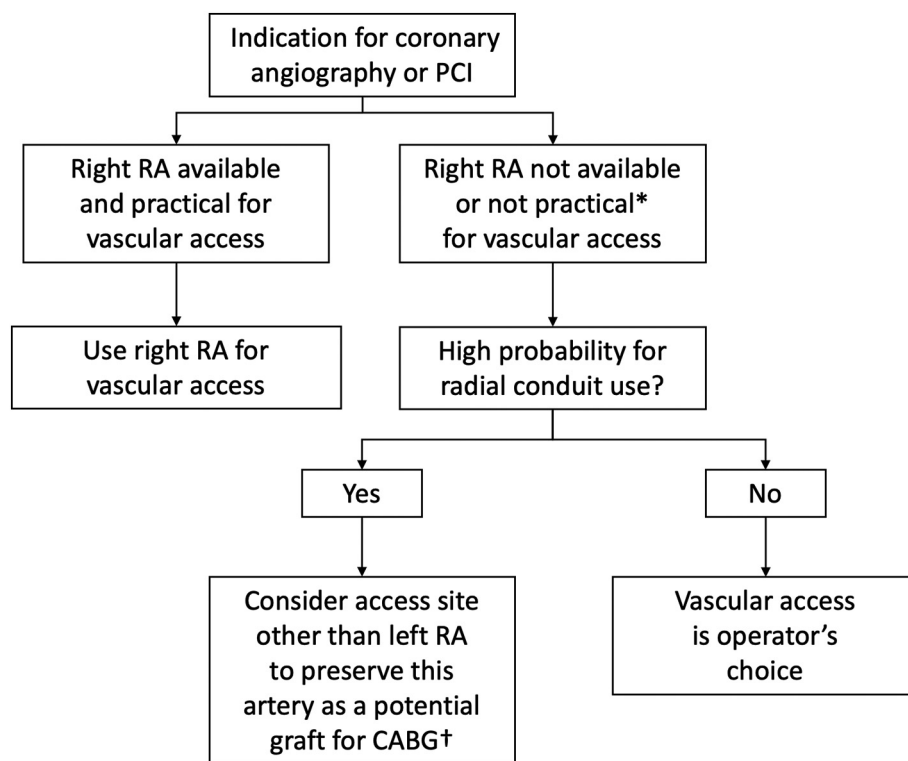 Indication for coronary
angiography or PCI
Right RA available
and practical for
vascular access
Right RA not available
or not practical*
for vascular access
Use right RA for
vascular access
High probability for
radial conduit use?
Yes
No
Consider access site
other than left RA
to preserve this
artery as a potential
graft for CABG†
Vascular access
is operator’s
choice